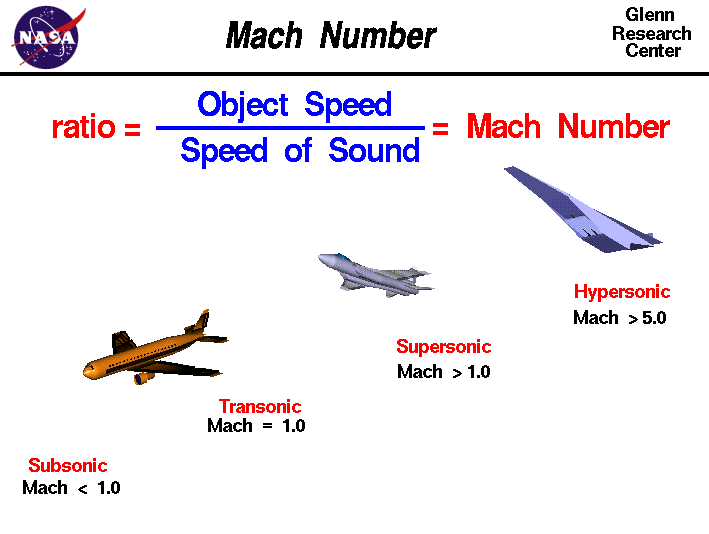 NASA
Mach Number
Glenn
Research
Center
ratio = Object Speed = Mach Number
Speed of Sound
Hypersonic
Mach > 5.0
Supersonic
Mach > 1.0
Transonic
Mach = 1.0
Subsonic
Mach < 1.0